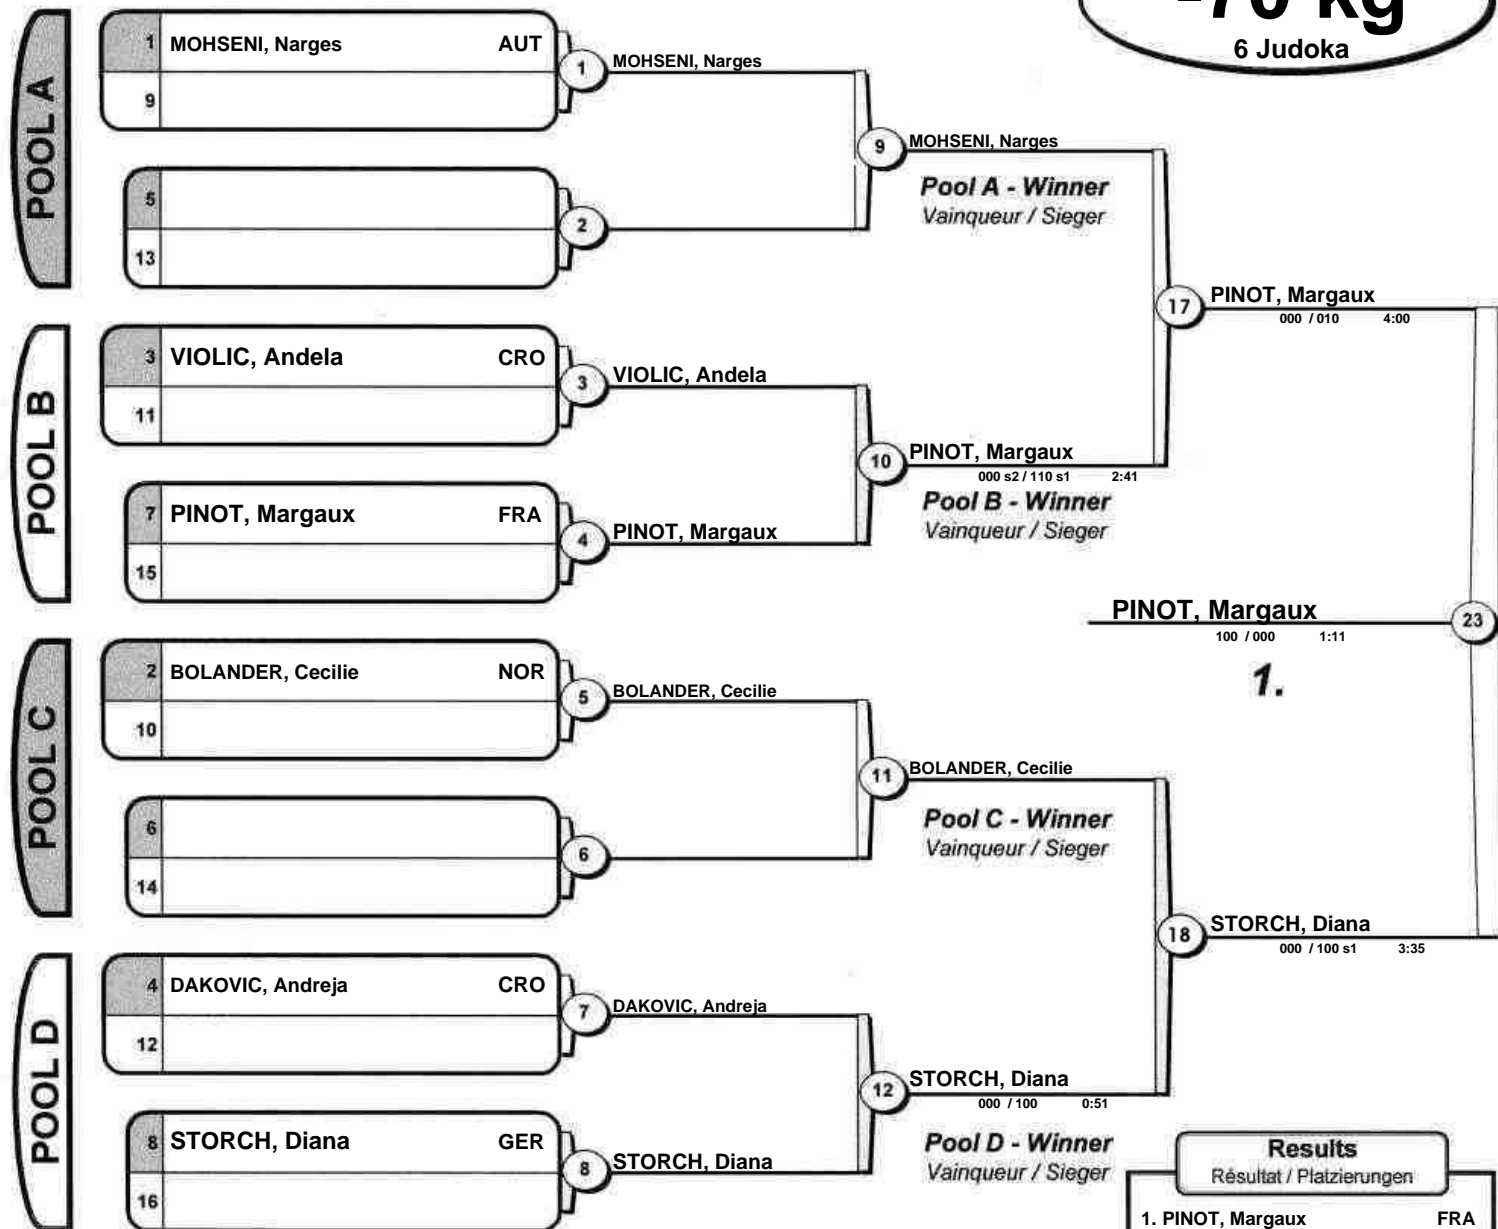 -70 kg
6 Judoka
POOL A
1 MOHSENI, Narges AUT
9
5
13
1 MOHSENI, Narges
2
9 MOHSENI, Narges
Pool A - Winner
Vainqueur / Sieger
POOL B
3 VIOLIC, Andela CRO
11
7 PINOT, Margaux FRA
15
3 VIOLIC, Andela
4 PINOT, Margaux
10 PINOT, Margaux
000 s2 / 110 s1 2:41
Pool B - Winner
Vainqueur / Sieger
17 PINOT, Margaux
000 / 010 4:00
PINOT, Margaux 23
100 / 000 1:11
1.
POOL C
2 BOLANDER, Cecilie NOR
10
6
14
5 BOLANDER, Cecilie
6
11 BOLANDER, Cecilie
Pool C - Winner
Vainqueur / Sieger
POOL D
4 DAKOVIC, Andreja CRO
12
8 STORCH, Diana GER
16
7 DAKOVIC, Andreja
8 STORCH, Diana
12 STORCH, Diana
000 / 100 0:51
Pool D - Winner
Vainqueur / Sieger
18 STORCH, Diana
000 / 100 s1 3:35
Results
Résultat / Platzierungen
1. PINOT, Margaux FRA